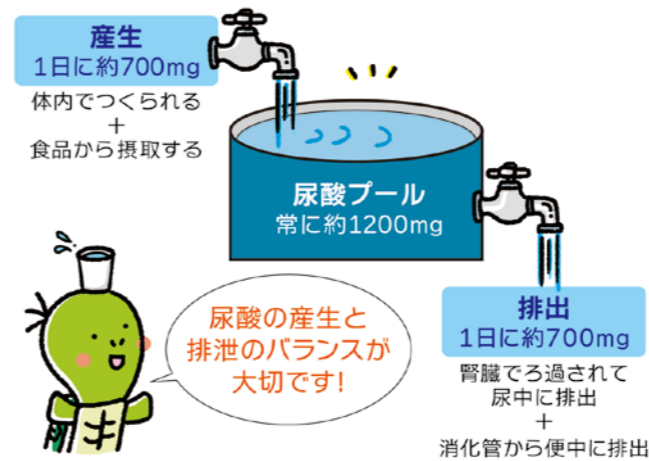 産生
1日に約700mg
体内でつくられる
+
食品から摂取する
尿酸プール
常に約1200mg
尿酸の産生と
排泄のバランスが
大切です!
排出
1日に約700mg
腎臓でろ過されて
尿中に排出
+
消化管から便中に排出